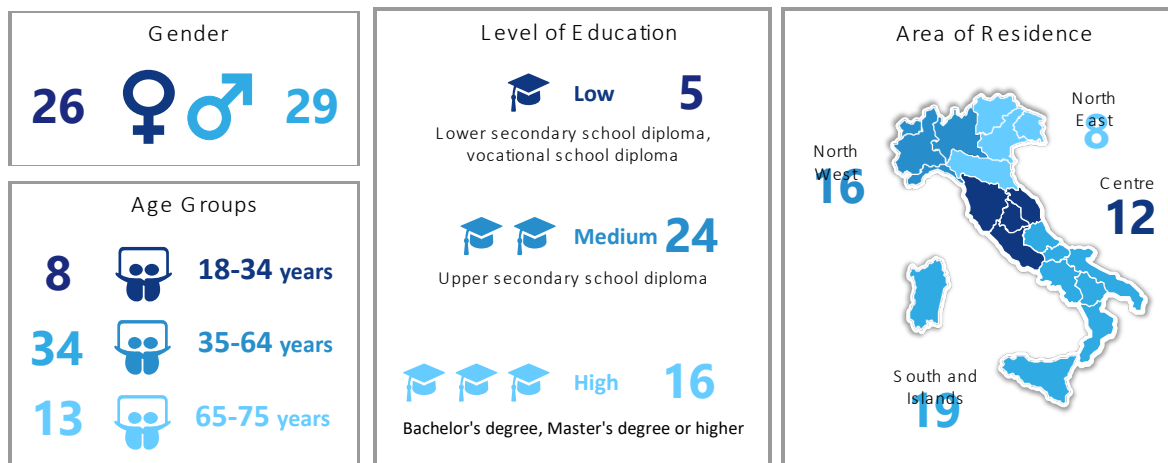 Gender
26
29
Age Groups
8
18-34 years
34
35-64 years
13
65-75 years
Level of Education
Low
5
Lower secondary school diploma,
vocational school diploma
Medium
24
Upper secondary school diploma
High
16
Bachelor's degree, Master's degree or higher
Area of Residence
North
East
8
North
West
16
Centre
12
South and
Islands
19